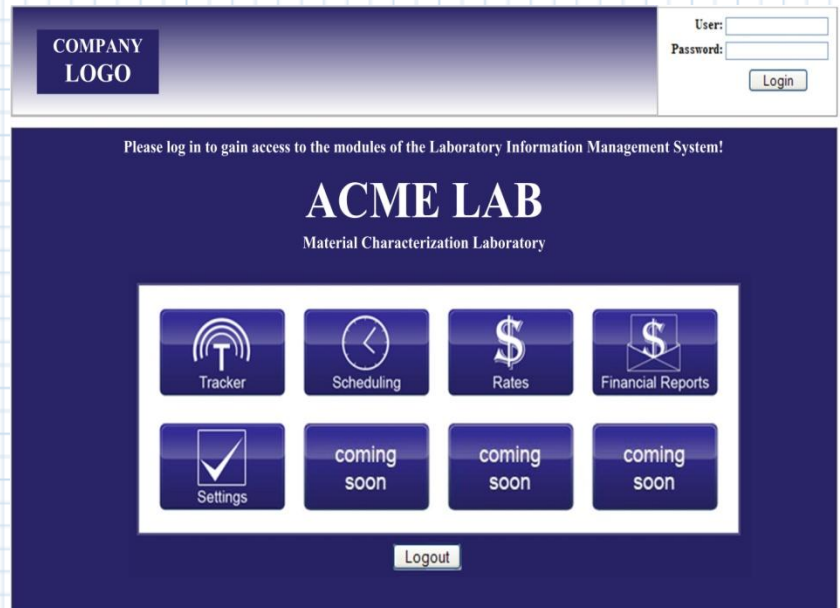 COMPANY
LOGO
User:
Password:
Login
Please log in to gain access to the modules of the Laboratory Information Management System!
ACME LAB
Material Characterization Laboratory
T
Tracker
Scheduling
$
Rates
$
Financial Reports
Settings
coming
soon
coming
soon
coming
soon
Logout